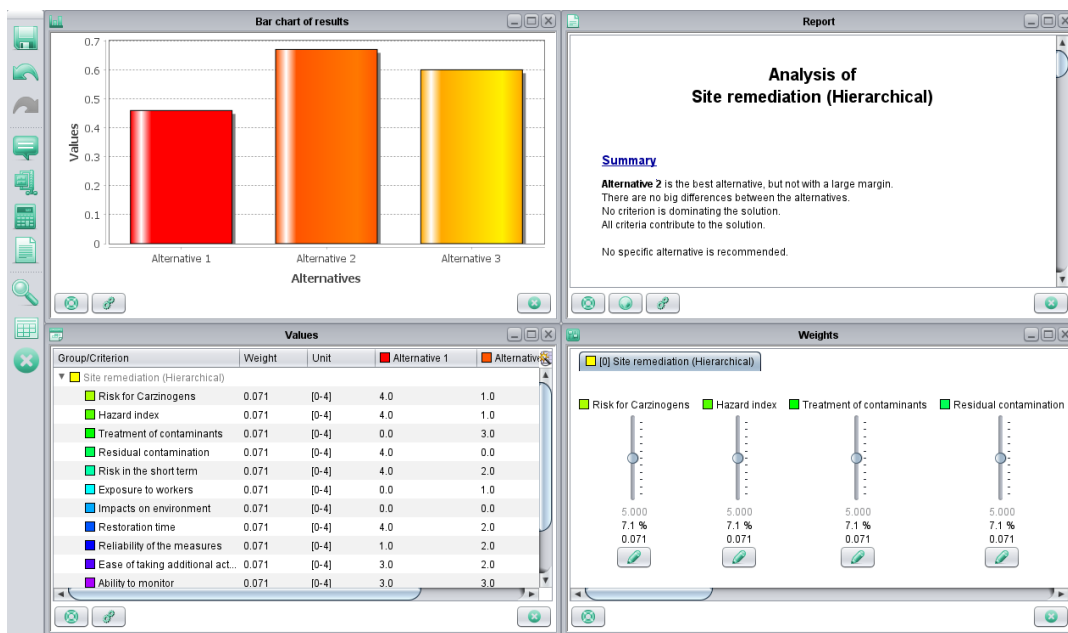 Bar chart of results
0.7
0.6
0.5
0.4
0.3
0.2
0.1
0
Values
Alternative 1 Alternative 2 Alternative 3
Alternatives
Report
Analysis of
Site remediation (Hierarchical)
Summary
Alternative 2 is the best alternative, but not with a large margin.
There are no big differences between the alternatives.
No criterion is dominating the solution.
All criteria contribute to the solution.
No specific alternative is recommended.
Values
Group/Criterion Weight Unit Alternative 1 Alternative
Site remediation (Hierarchical)
Risk for Carzinogens 0.071 [0-4] 4.0 1.0
Hazard index 0.071 [0-4] 4.0 1.0
Treatment of contaminants 0.071 [0-4] 0.0 3.0
Residual contamination 0.071 [0-4] 4.0 0.0
Risk in the short term 0.071 [0-4] 4.0 2.0
Exposure to workers 0.071 [0-4] 0.0 1.0
Impacts on environment 0.071 [0-4] 0.0 0.0
Restoration time 0.071 [0-4] 4.0 2.0
Reliability of the measures 0.071 [0-4] 1.0 2.0
Ease of taking additional act... 0.071 [0-4] 3.0 2.0
Ability to monitor 0.071 [0-4] 3.0 3.0
Weights
[0] Site remediation (Hierarchical)
Risk for Carzinogens Hazard index Treatment of contaminants Residual contamination
5.000 5.000 5.000 5.000
7.1 % 7.1 % 7.1 % 7.1 %
0.071 0.071 0.071 0.071